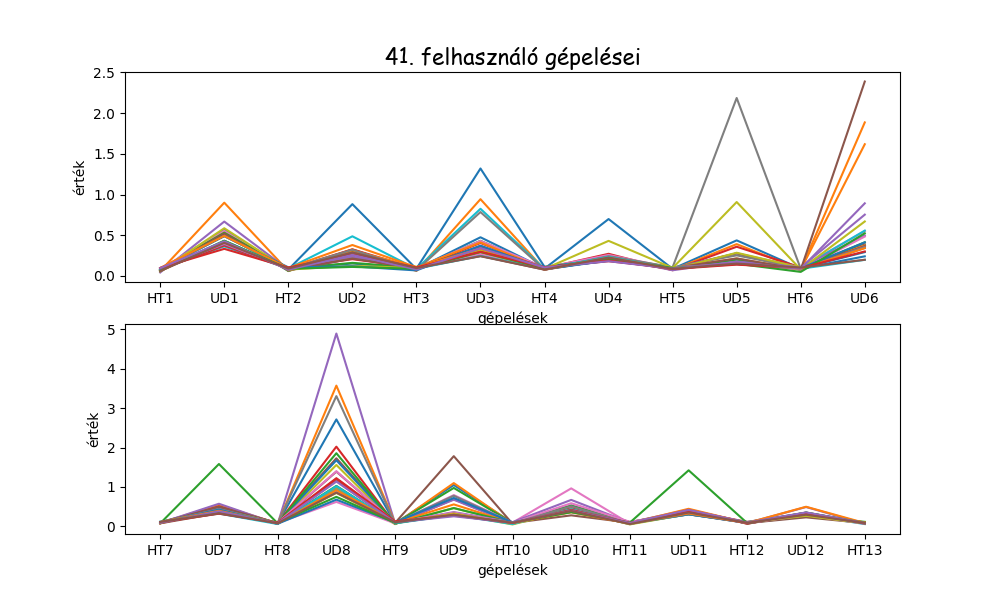 41. felhasználó gépelései
2.5
2.0
1.5
1.0
0.5
0.0
érték
HT1 UD1 HT2 UD2 HT3 UD3 HT4 UD4 HT5 UD5 HT6 UD6
gépelések
5
4
3
2
1
0
érték
HT7 UD7 HT8 UD8 HT9 UD9 HT10 UD10 HT11 UD11 HT12 UD12 HT13
gépelések